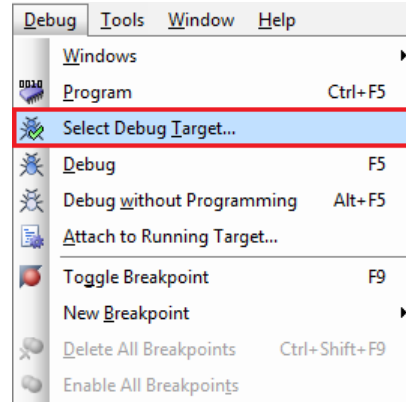 Debug Tools Window Help
Windows
Program Ctrl+F5
Select Debug Target...
Debug F5
Debug without Programming Alt+F5
Attach to Running Target...
Toggle Breakpoint F9
New Breakpoint
Delete All Breakpoints Ctrl+Shift+F9
Enable All Breakpoints